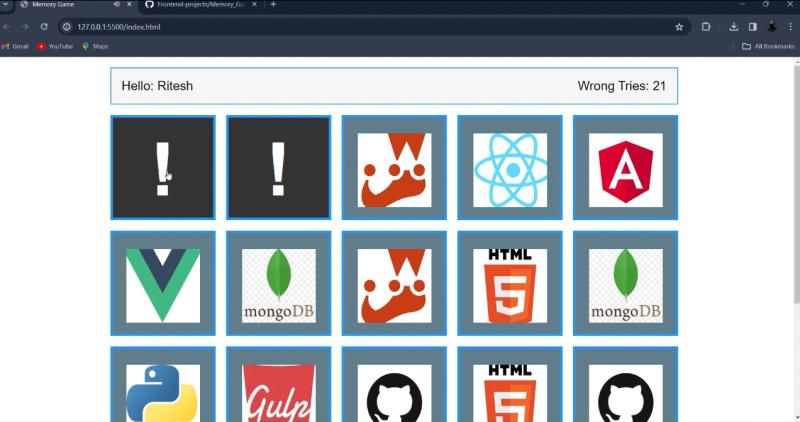 Memory Game
Frontend-projects/Memory_Ga
127.0.0.1:5500/index.html
Gmail
YouTube
Maps
All Bookmarks
Hello: Ritesh
Wrong Tries: 21
!
!
A
mongoDB
HTML
5
mongoDB
Gulp
HTML
5